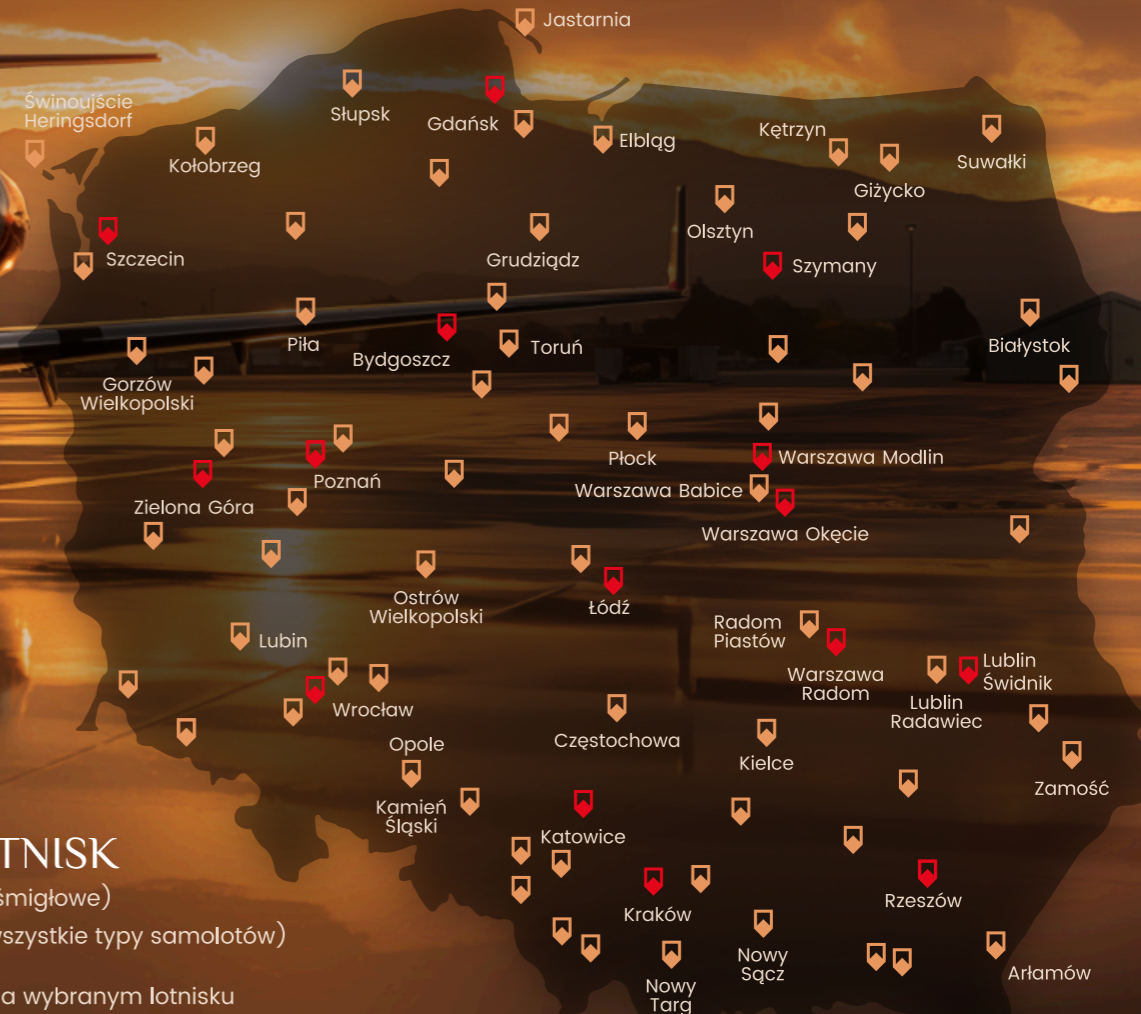 Jastarnia
Świnoujście
Heringsdorf
Słupsk
Gdańsk
Elbląg
Kętrzyn
Suwałki
Kołobrzeg
Giżycko
Olsztyn
Szczecin
Grudziądz
Szymany
Piła
Bydgoszcz
Toruń
Białystok
Gorzów
Wielkopolski
Płock
Warszawa Modlin
Poznań
Warszawa Babice
Zielona Góra
Warszawa Okęcie
Ostrów
Wielkopolski
Łódź
Lubin
Radom
Piastów
Warszawa
Radom
Lublin
Świdnik
Lublin
Radawiec
Wrocław
Opole
Częstochowa
Kielce
Zamość
Kamień
Śląski
Katowice
Kraków
Rzeszów
Nowy
Sącz
Nowy
Targ
Arłamów
TNISK
śmigłowe)
wszystkie typy samolotów)
a wybranym lotnisku